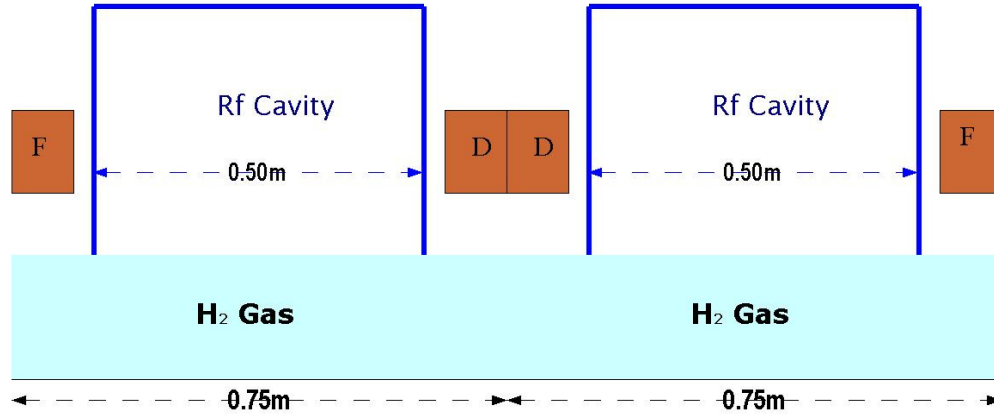 Rf Cavity Rf Cavity
F D D F
0.50m 0.50m
H₂ Gas H₂ Gas
0.75m 0.75m